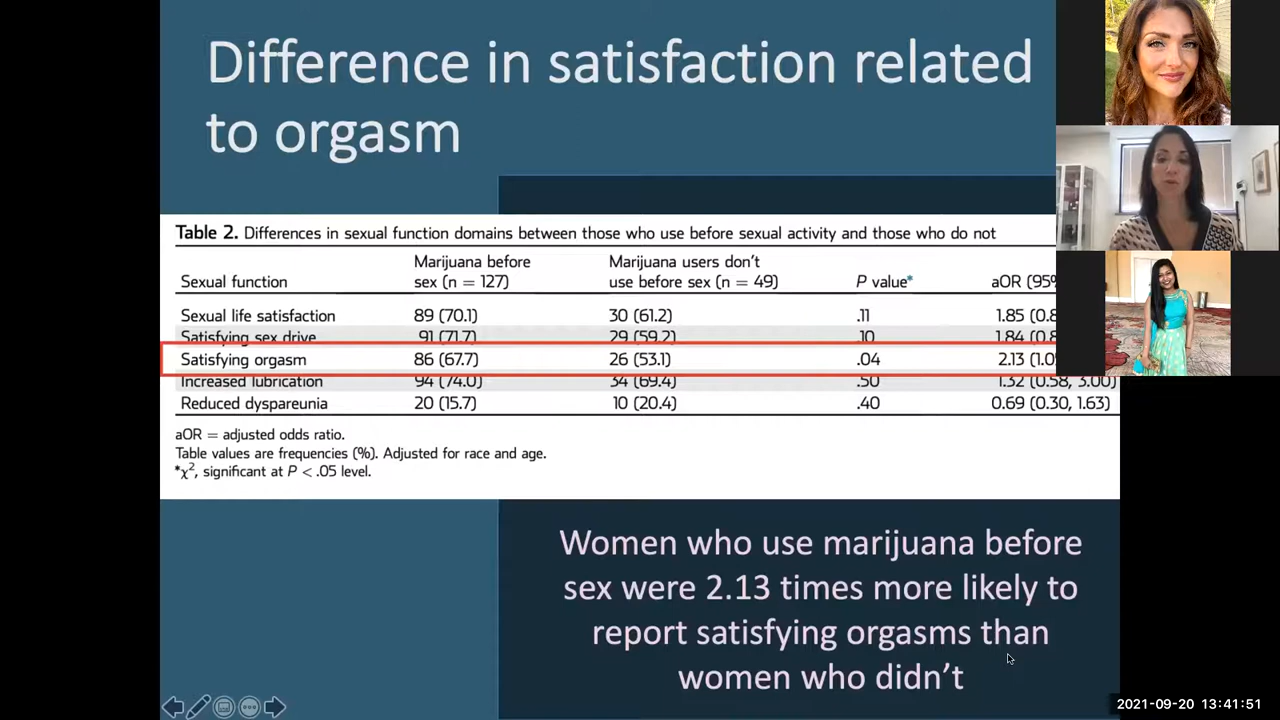 Difference in satisfaction related
to orgasm
Table 2. Differences in sexual function domains between those who use before sexual activity and those who do not
Marijuana before Marijuana users don't
Sexual function sex (n = 127) use before sex (n = 49) P value* aOR (95%
Sexual life satisfaction 89 (70.1) 30 (61.2) .11 1.85 (0.8
Satisfying sex drive 91 (71.7) 29 (59.2) .10 1.84 (0.8
Satisfying orgasm 86 (67.7) 26 (53.1) .04 2.13 (1.0
Increased lubrication 94 (74.0) 34 (69.4) .50 1.32 (0.58, 3.00)
Reduced dyspareunia 20 (15.7) 10 (20.4) .40 0.69 (0.30, 1.63)
aOR = adjusted odds ratio.
Table values are frequencies (%). Adjusted for race and age.
*χ², significant at P < .05 level.
Women who use marijuana before
sex were 2.13 times more likely to
report satisfying orgasms than
women who didn't
2021-09-20 13:41:51